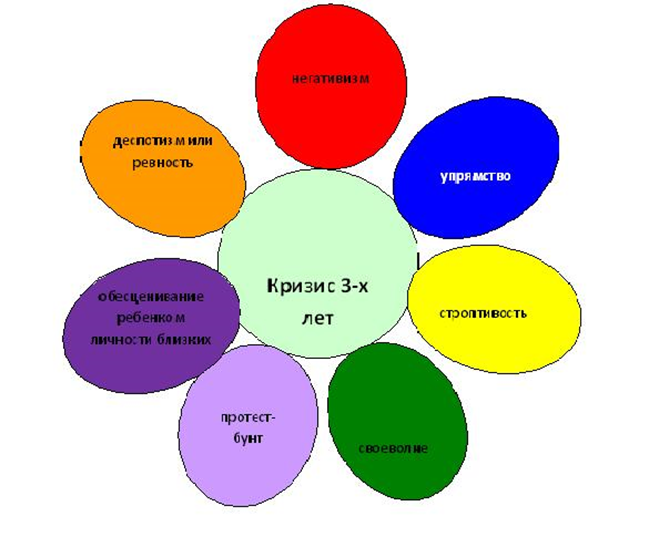 негативизм
упрямство
строптивость
своеволие
протест-
бунт
обесценивание
ребенком
личности близких
деспотизм или
ревность
Кризис 3-х
лет